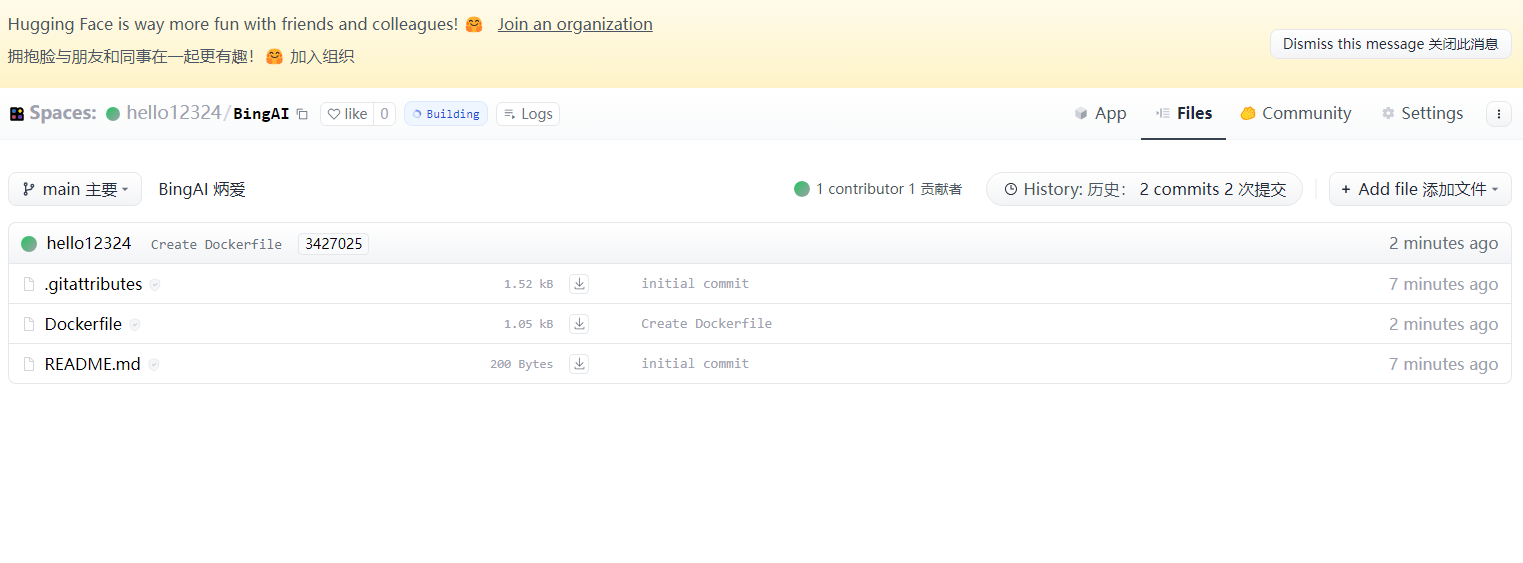 Hugging Face is way more fun with friends and colleagues! 🤗 Join an organization
拥抱脸与朋友和同事在一起更有趣！ 🤗 加入组织
Dismiss this message 关闭此消息
Spaces: hello12324/BingAI like 0 Building Logs
App Files Community Settings
main 主要 BingAI 炳爱
1 contributor 1 贡献者 History: 历史： 2 commits 2 次提交 + Add file 添加文件
hello12324 Create Dockerfile 3427025 2 minutes ago
.gitattributes 1.52 kB initial commit 7 minutes ago
Dockerfile 1.05 kB Create Dockerfile 2 minutes ago
README.md 200 Bytes initial commit 7 minutes ago